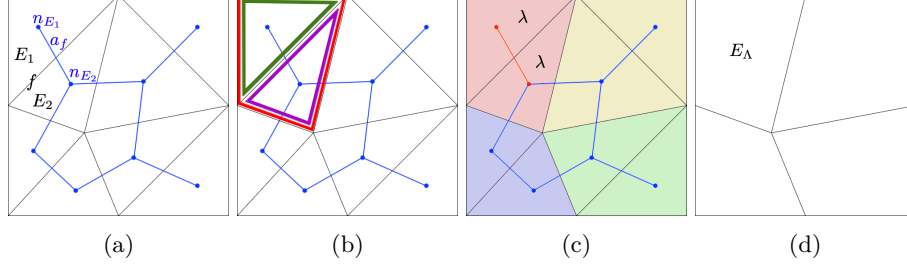 n_{E_1}
a_f
E_1
f
n_{E_2}
E_2
λ
λ
E_Λ
(a) (b) (c) (d)